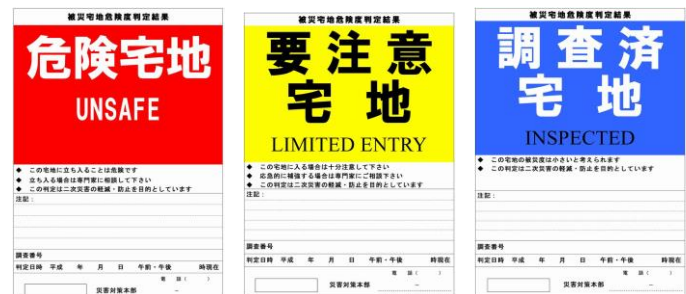 被災宅地危険度判定結果
危険宅地
UNSAFE
◆ この宅地に立ち入ることは危険です
◆ 立ち入る場合は専門家に相談して下さい
◆ この判定は二次災害の軽減・防止を目的としています
注記：
調査番号
判定日時 平成 年 月 日 午前・午後 時現在
電 話（ ）
災害対策本部 －
被災宅地危険度判定結果
要注意
宅地
LIMITED ENTRY
◆ この宅地に入る場合は十分注意して下さい
◆ 応急的に補強する場合は専門家にご相談下さい
◆ この判定は二次災害の軽減・防止を目的としています
注記：
調査番号
判定日時 平成 年 月 日 午前・午後 時現在
電 話（ ）
災害対策本部 －
被災宅地危険度判定結果
調査済
宅地
INSPECTED
◆ この宅地の被災度は小さいと考えられます
◆ この判定は二次災害の軽減・防止を目的としています
注記：
調査番号
判定日時 平成 年 月 日 午前・午後 時現在
電 話（ ）
災害対策本部 －